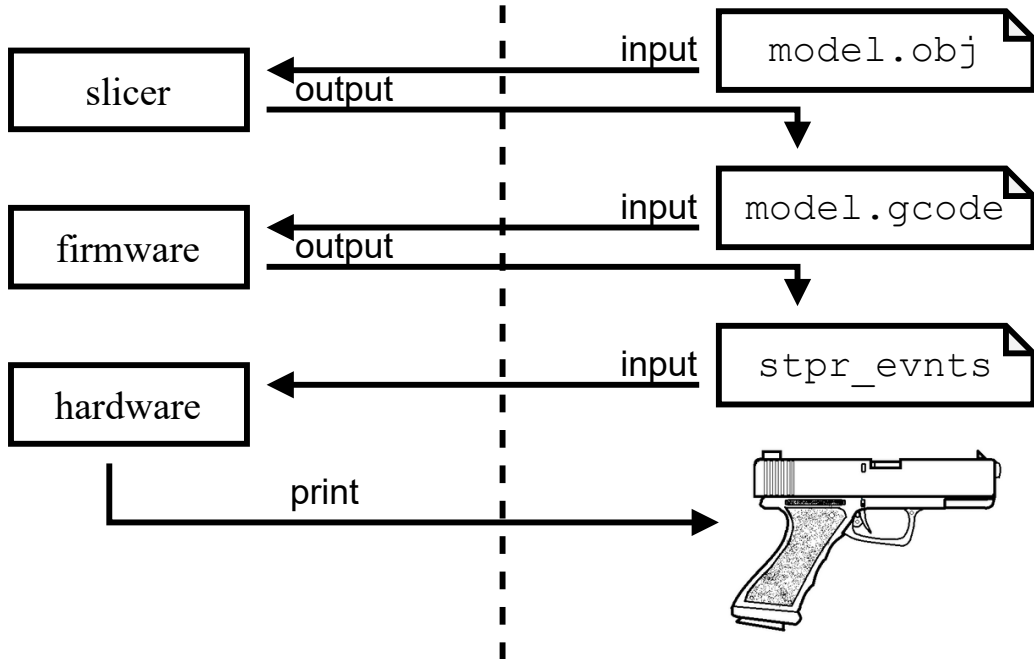 input
model.obj
slicer
output
input
model.gcode
firmware
output
input
stpr_evnts
hardware
print